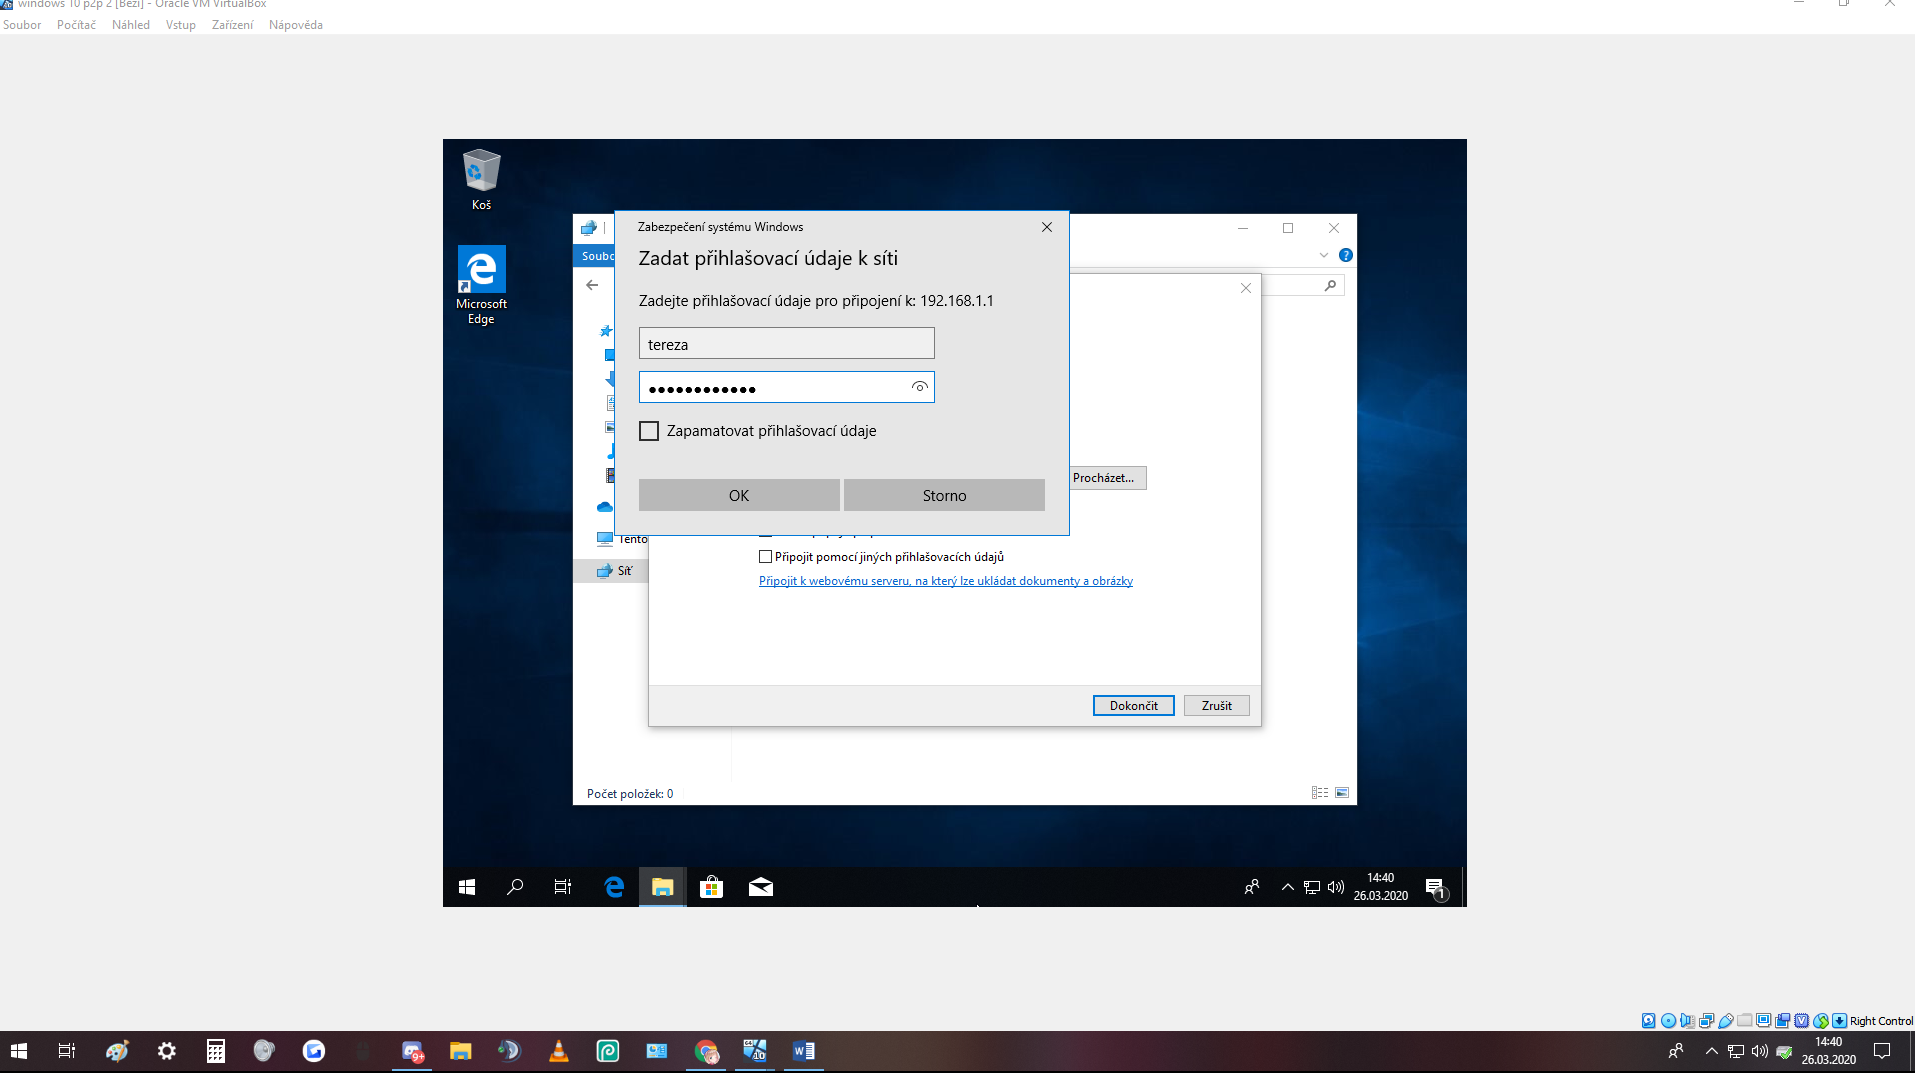 windows 10 p2p 2 [Běží] - Oracle VM VirtualBox
Soubor Počítač Náhled Vstup Zařízení Nápověda
Koš
Microsoft
Edge
Zabezpečení systému Windows
Zadat přihlašovací údaje k síti
Zadejte přihlašovací údaje pro připojení k: 192.168.1.1
tereza
Zapamatovat přihlašovací údaje
OK Storno
Soubo
Procházet...
Tento
Síť
Připojit pomocí jiných přihlašovacích údajů
Připojit k webovému serveru, na který lze ukládat dokumenty a obrázky
Dokončit Zrušit
Počet položek: 0
14:40
26.03.2020
1
Right Control
9+
14:40
26.03.2020